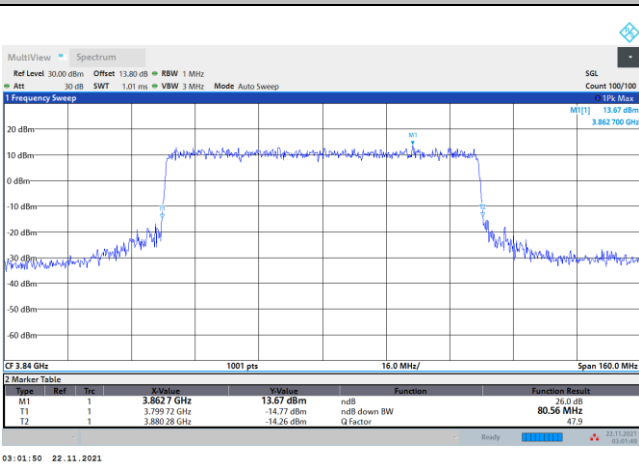 MultiView Spectrum
Ref Level 30.00 dBm Offset 13.80 dB RBW 1 MHz SGL
Att 30 dB SWT 1.01 ms VBW 3 MHz Mode Auto Sweep Count 100/100
1 Frequency Sweep 1Pk Max
M1[1] 13.67 dBm
3.862 700 GHz
20 dBm
M1
10 dBm
0 dBm
-10 dBm
T1 T2
-20 dBm
-30 dBm
-40 dBm
-50 dBm
-60 dBm
CF 3.84 GHz 1001 pts 16.0 MHz/ Span 160.0 MHz
2 Marker Table
Type Ref Trc X-Value Y-Value Function Function Result
M1 1 3.8627 GHz 13.67 dBm ndB 26.0 dB
T1 1 3.799 72 GHz -14.77 dBm ndB down BW 80.56 MHz
T2 1 3.880 28 GHz -14.26 dBm Q Factor 47.9
Ready 22.11.2021
03:01:49
03:01:50 22.11.2021